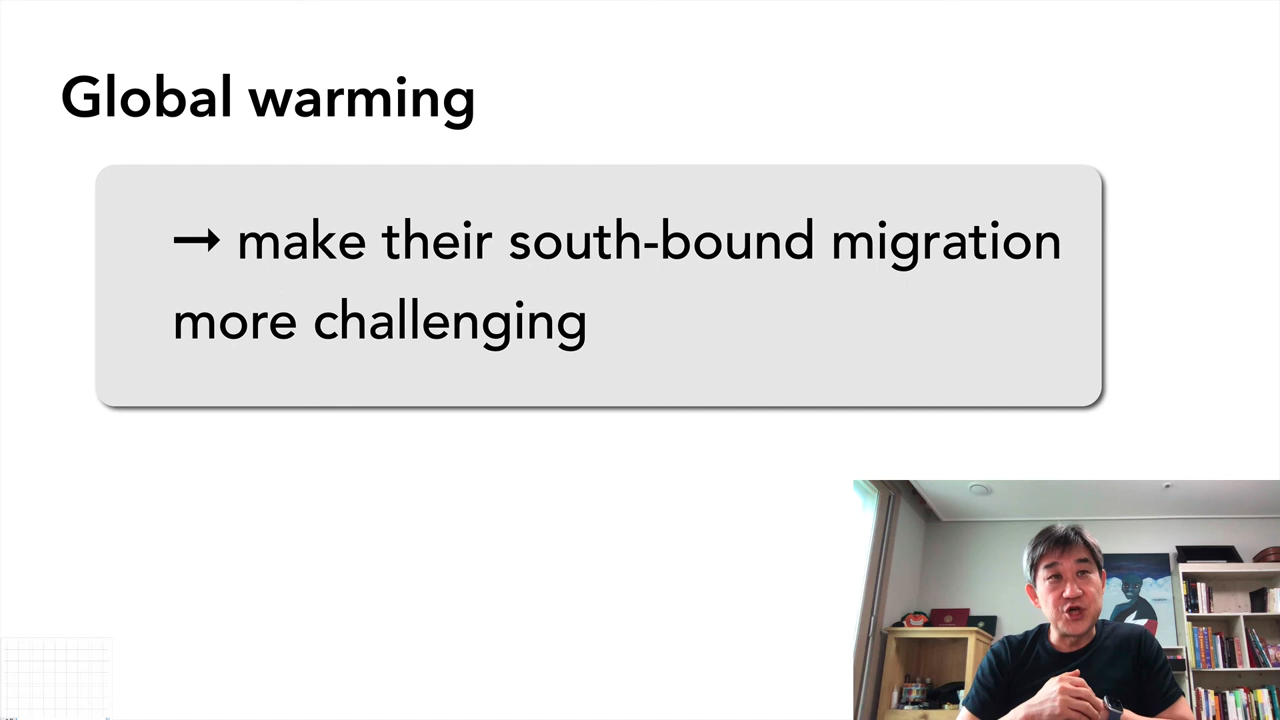 Global warming
→ make their south-bound migration
more challenging